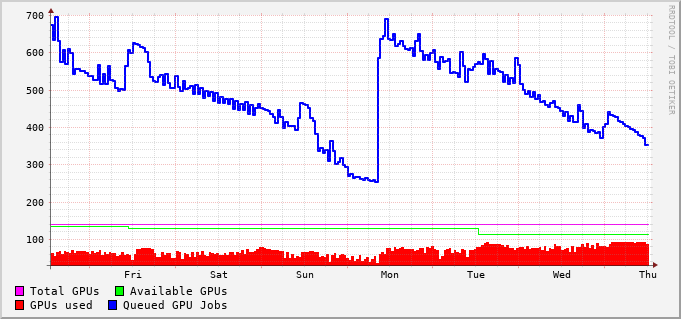 700
600
500
400
300
200
100
Fri Sat Sun Mon Tue Wed Thu
Total GPUs Available GPUs
GPUs used Queued GPU Jobs
RRDTOOL / TOBI OETIKER